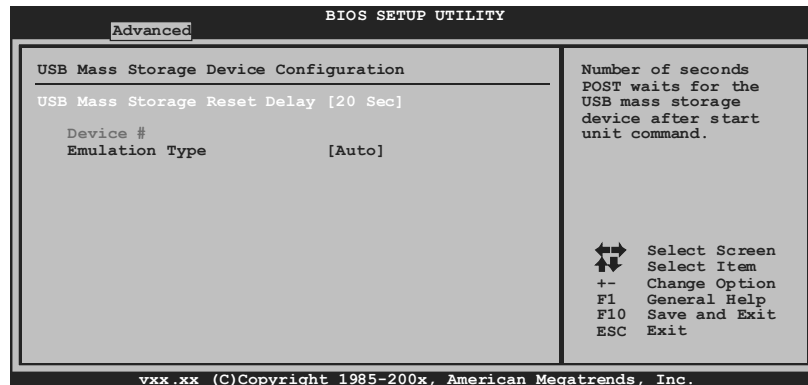 BIOS SETUP UTILITY
Advanced
USB Mass Storage Device Configuration
USB Mass Storage Reset Delay [20 Sec]
Device #
Emulation Type [Auto]
Number of seconds
POST waits for the
USB mass storage
device after start
unit command.
Select Screen
Select Item
+- Change Option
F1 General Help
F10 Save and Exit
ESC Exit
vxx.xx (C)Copyright 1985-200x, American Megatrends, Inc.